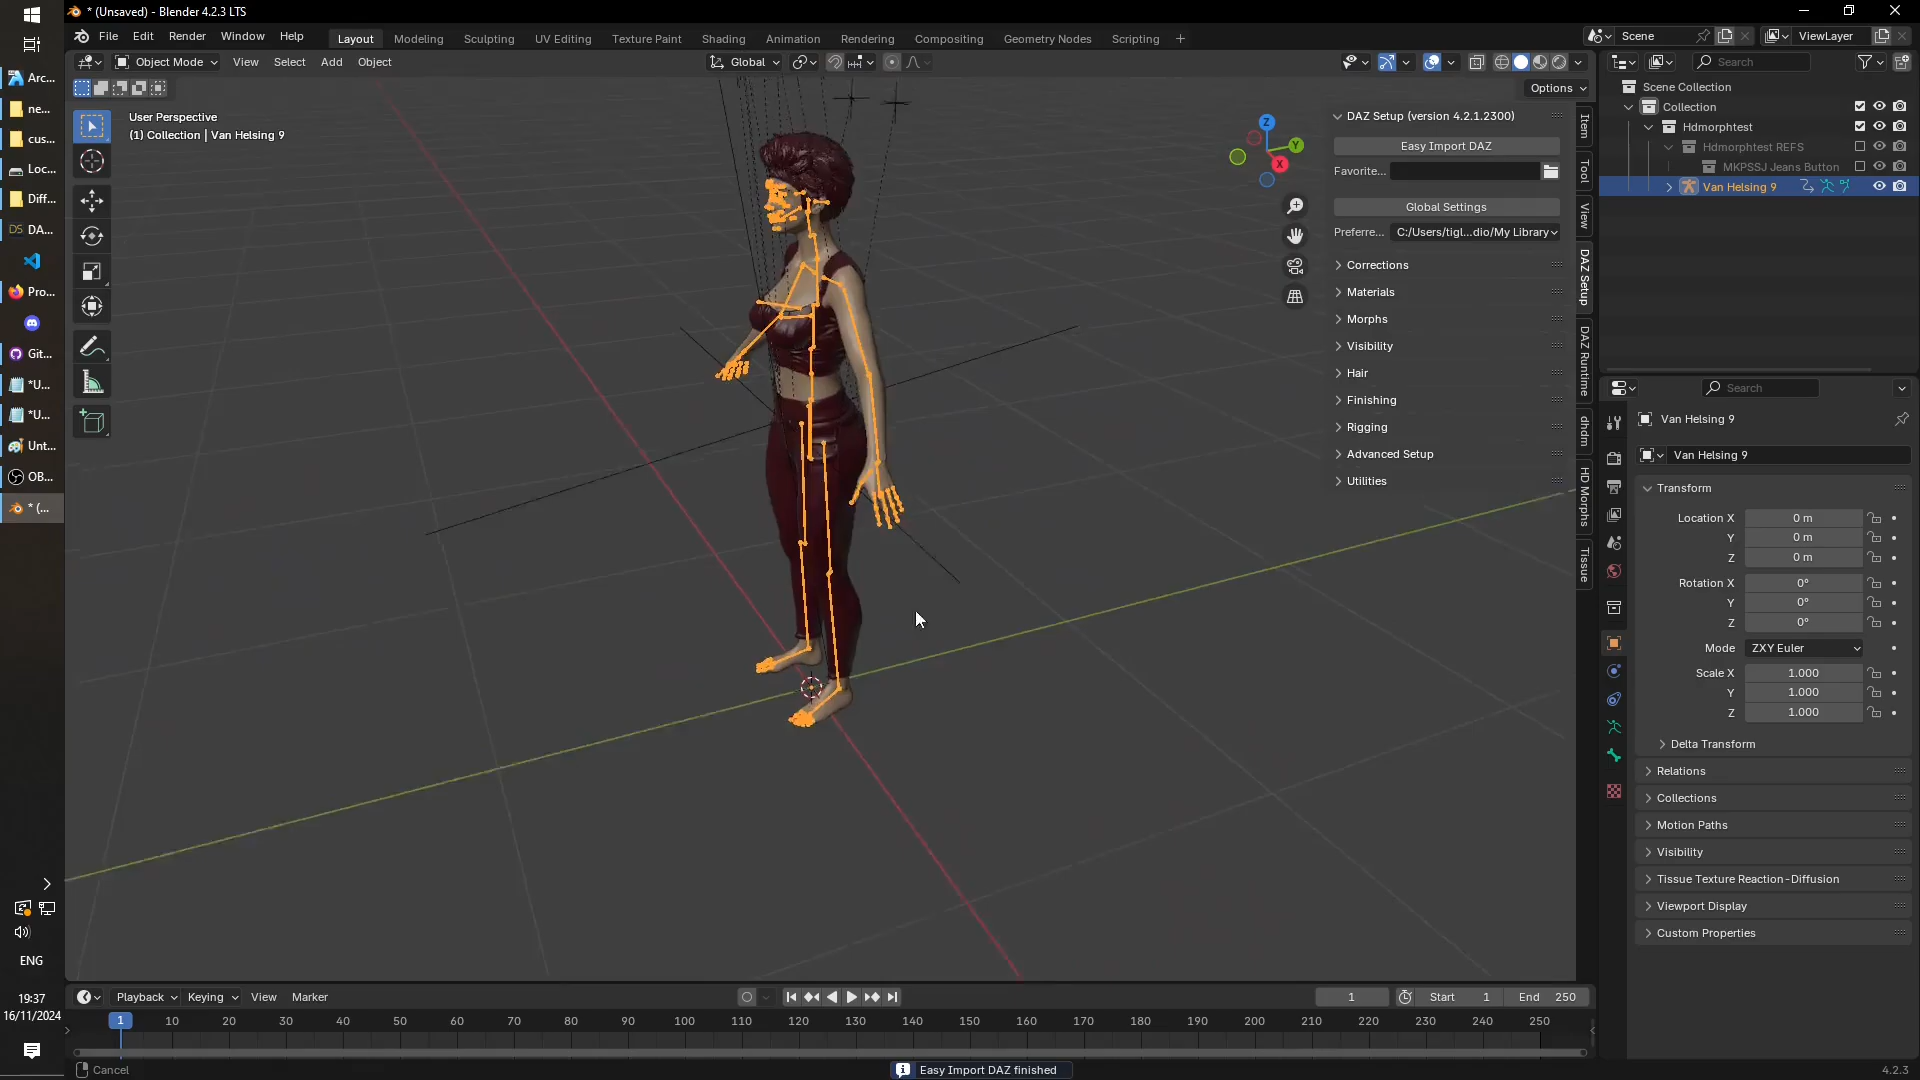 * (Unsaved) - Blender 4.2.3 LTS
File Edit Render Window Help Layout Modeling Sculpting UV Editing Texture Paint Shading Animation Rendering Compositing Geometry Nodes Scripting Scene ViewLayer
Object Mode View Select Add Object Global Search
Options
User Perspective
(1) Collection | Van Helsing 9
Z
Y
X
DAZ Setup (version 4.2.1.2300)
Easy Import DAZ
Favorite...
Global Settings
Preferre... C:/Users/tigl...dio/My Library
Corrections
Materials
Morphs
Visibility
Hair
Finishing
Rigging
Advanced Setup
Utilities
Item
Tool
View
DAZ Setup
DAZ Runtime
dhdm
HD Morphs
Tissue
Scene Collection
Collection
Hdmorphtest
Hdmorphtest REFS
MKPSSJ Jeans Button
Van Helsing 9
Search
Van Helsing 9
Van Helsing 9
Transform
Location X 0 m
Y 0 m
Z 0 m
Rotation X 0°
Y 0°
Z 0°
Mode ZXY Euler
Scale X 1.000
Y 1.000
Z 1.000
Delta Transform
Relations
Collections
Motion Paths
Visibility
Tissue Texture Reaction-Diffusion
Viewport Display
Custom Properties
Arc...
ne...
cus...
Loc...
Diff...
DS DA...
Pro...
Git...
*U...
*U...
Unt...
OB...
* (...
ENG
19:37
16/11/2024
Playback Keying View Marker 1 Start 1 End 250
1 10 20 30 40 50 60 70 80 90 100 110 120 130 140 150 160 170 180 190 200 210 220 230 240 250
Cancel Easy Import DAZ finished 4.2.3